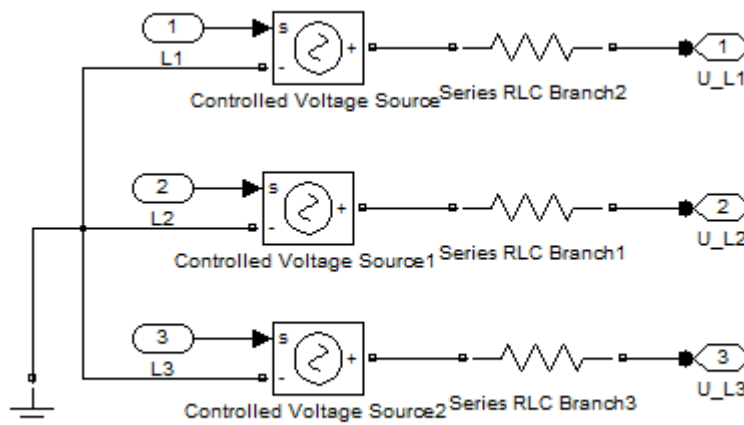 1 s + 1
L1 - U_L1
Controlled Voltage Source Series RLC Branch2
2 s + 2
L2 - U_L2
Controlled Voltage Source1 Series RLC Branch1
3 s + 3
L3 - U_L3
Controlled Voltage Source2 Series RLC Branch3